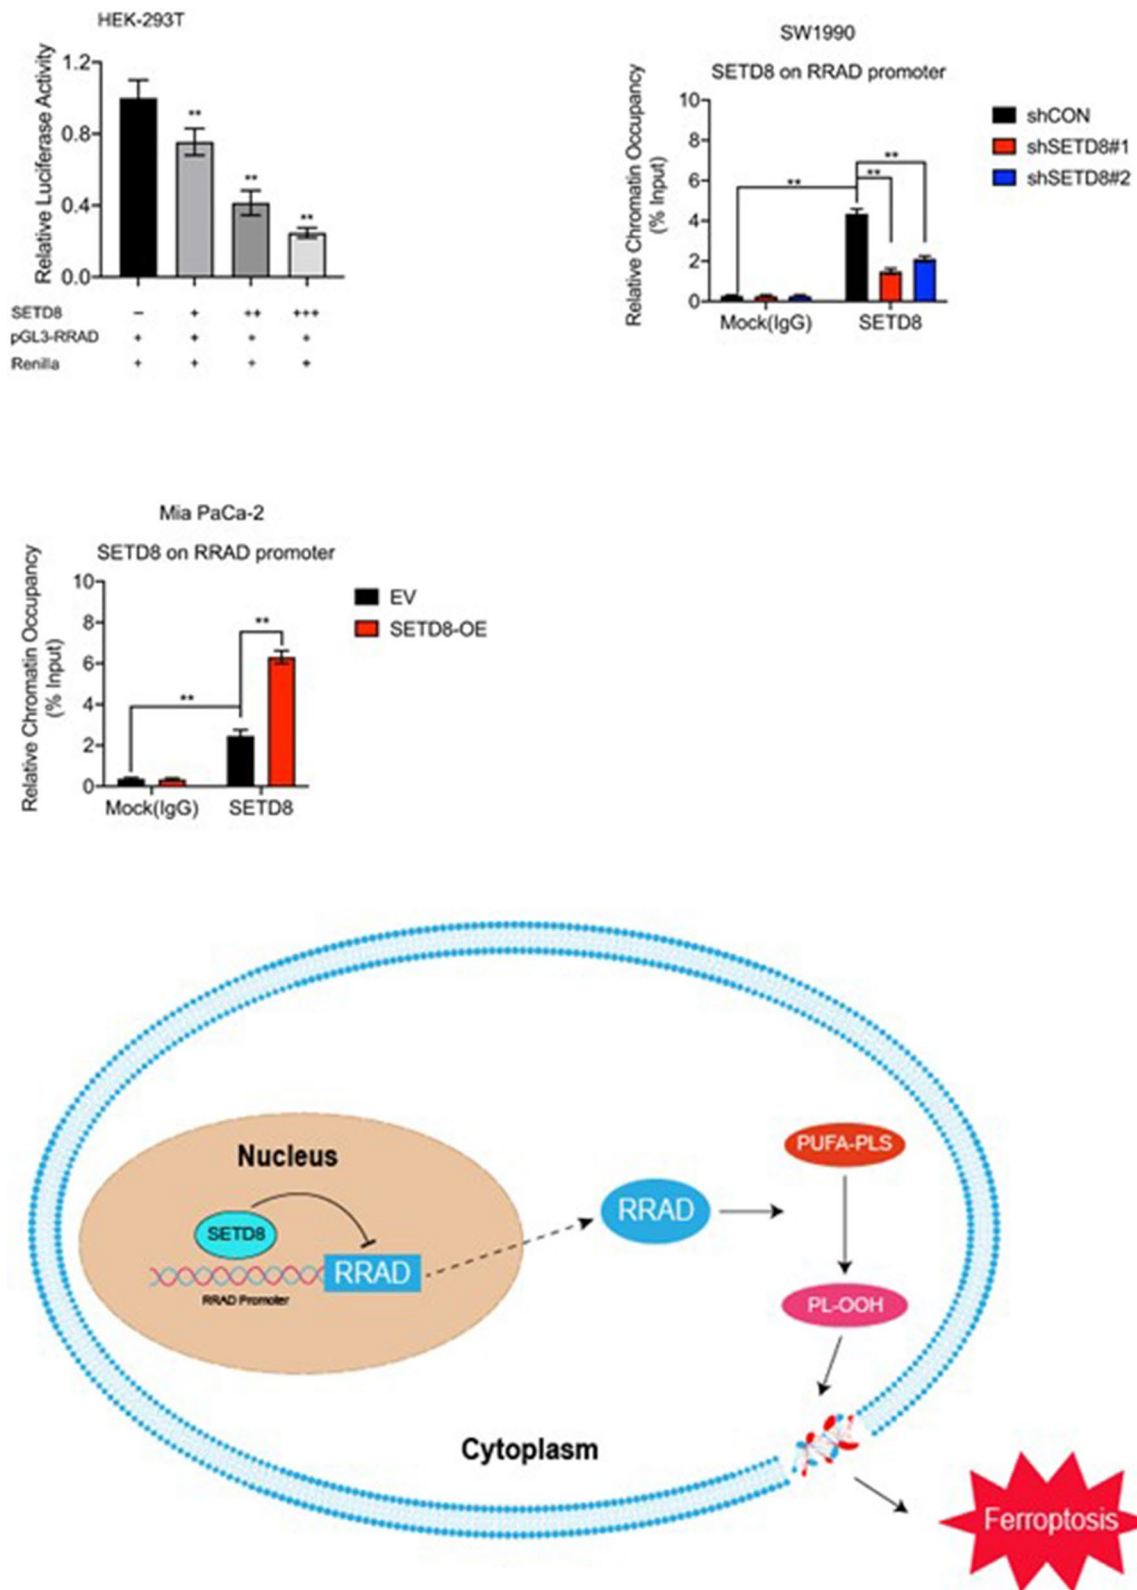 HEK-293T
Relative Luciferase Activity
1.2
0.8
0.4
0.0
** ** **
SETD8 − + ++ +++
pGL3-RRAD + + + +
Renilla + + + +
SW1990
SETD8 on RRAD promoter
Relative Chromatin Occupancy
(% Input)
10
8
6
4
2
0
** ** **
Mock(IgG) SETD8
shCON
shSETD8#1
shSETD8#2
Mia PaCa-2
SETD8 on RRAD promoter
Relative Chromatin Occupancy
(% Input)
10
8
6
4
2
0
** **
Mock(IgG) SETD8
EV
SETD8-OE
Nucleus
SETD8
RRAD
RRAD Promoter
RRAD
PUFA-PLS
PL-OOH
Cytoplasm
Ferroptosis